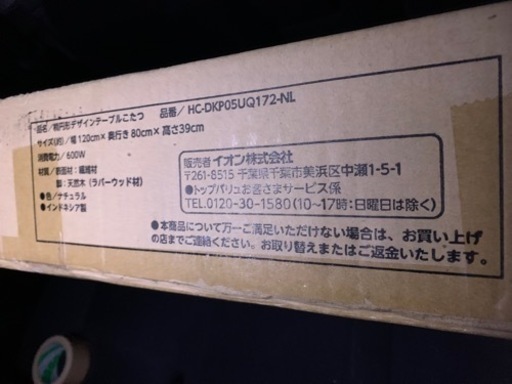 品名／楕円形デザインテーブルこたつ 品番／HC-DKP05UQ172-NL
サイズ(約)／幅120cm×奥行き80cm×高さ39cm
消費電力／600W
材質／表面材：繊維材
：天然木（ラバーウッド材）
●色／ナチュラル
●インドネシア製
販売者 イオン株式会社
〒261-8515 千葉県千葉市美浜区中瀬1-5-1
●トップバリュお客さまサービス係
TEL.0120-30-1580(10〜17時:日曜日は除く)
●本商品について万一ご満足いただけない場合は、お買い上げ
の店までご連絡ください。お取り替えまたはご返金いたします。